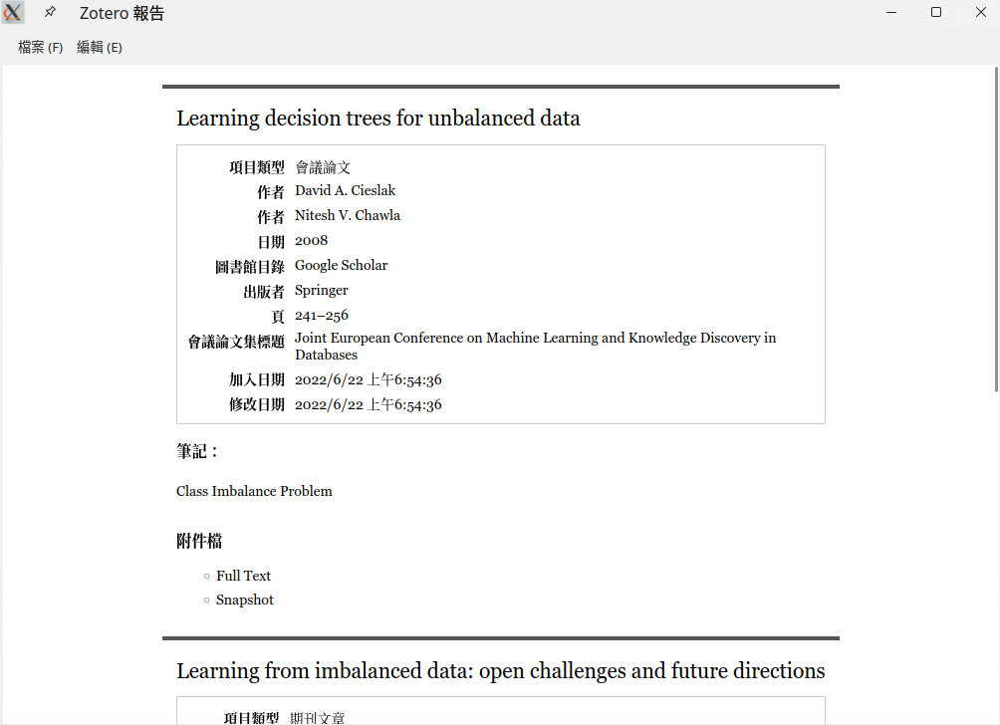 Zotero 報告
檔案 (F) 編輯 (E)
Learning decision trees for unbalanced data
項目類型 會議論文
作者 David A. Cieslak
作者 Nitesh V. Chawla
日期 2008
圖書館目錄 Google Scholar
出版者 Springer
頁 241–256
會議論文集標題 Joint European Conference on Machine Learning and Knowledge Discovery in
Databases
加入日期 2022/6/22 上午6:54:36
修改日期 2022/6/22 上午6:54:36
筆記：
Class Imbalance Problem
附件檔
Full Text
Snapshot
Learning from imbalanced data: open challenges and future directions
項目類型 期刊文章